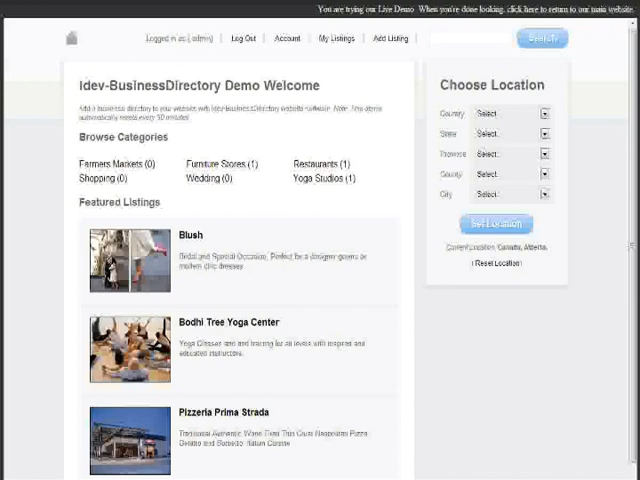 You are trying our Live Demo. When you're done looking, click here to return to our main website.
Logged in as (admin) | Log Out | Account | My Listings | Add Listing Search
Idev-BusinessDirectory Demo Welcome
Add a business directory to your website with Idev-BusinessDirectory website software. Note: This demo
automatically resets every 30 minutes
Browse Categories
Farmers Markets (0) Furniture Stores (1) Restaurants (1)
Shopping (0) Wedding (0) Yoga Studios (1)
Featured Listings
Blush
Bridal and Special Occasion. Perfect for a designer gowns or
modern chic dresses.
Bodhi Tree Yoga Center
Yoga Classes and training for all levels with inspired and
educated instructors.
Pizzeria Prima Strada
Traditional Authentic Wood Fired Thin Crust Neapolitan Pizza
Gelato and Sorbetto. Italian Cuisine
Choose Location
Country Select
State Select
Province Select
County Select
City Select
Set Location
Current Location: Canada, Alberta.
(Reset Location)